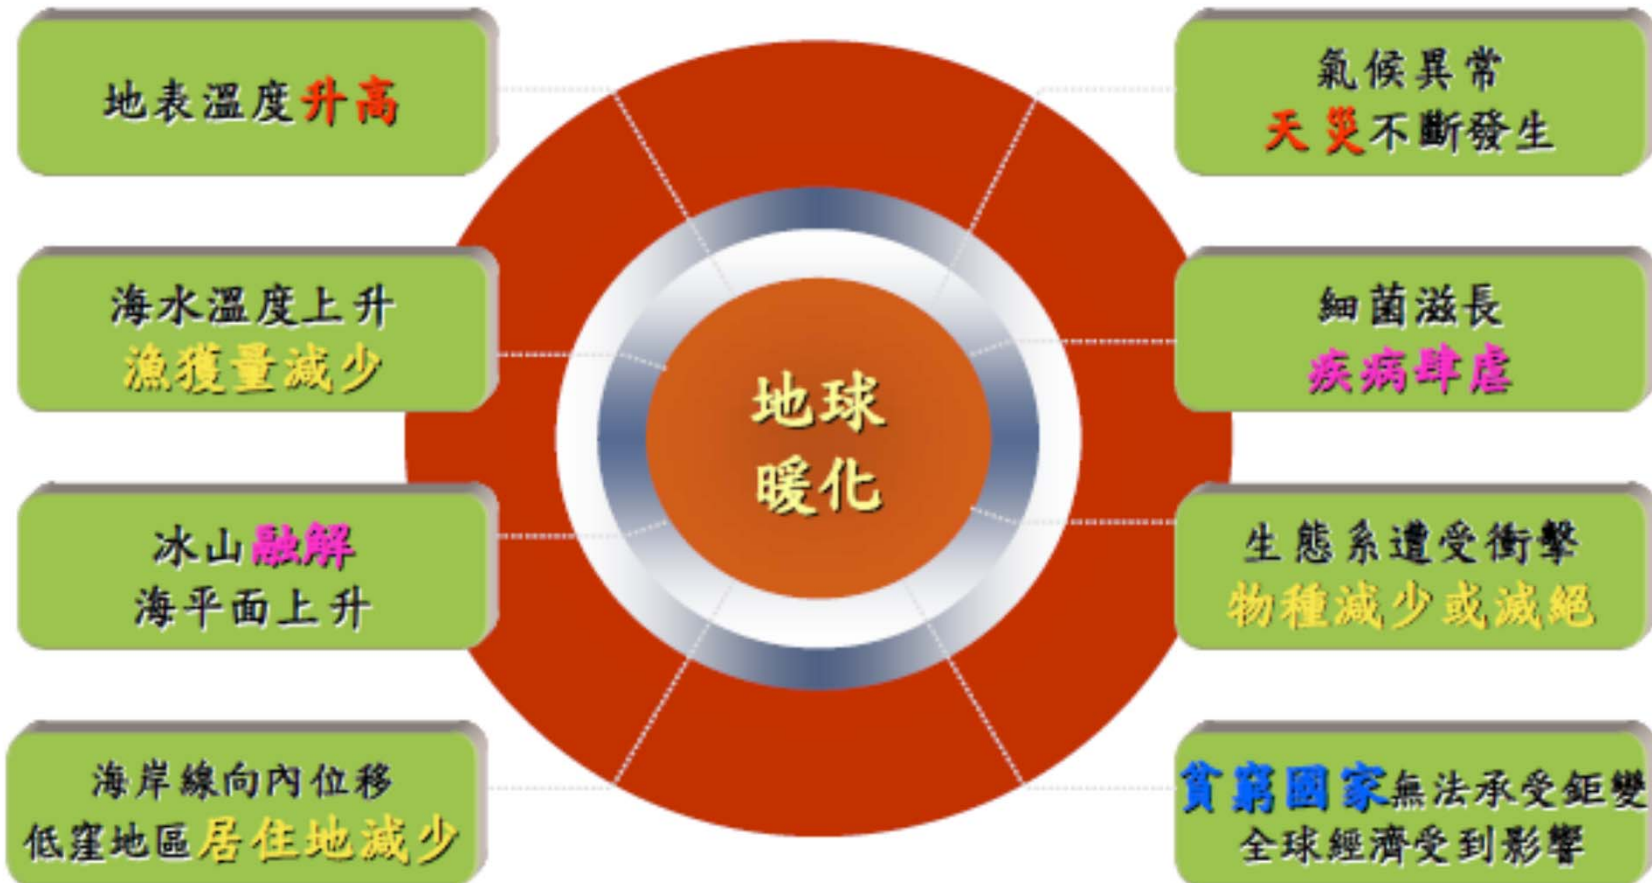 地表溫度升高
海水溫度上升
漁獲量減少
冰山融解
海平面上升
海岸線向內位移
低窪地區居住地減少
地球
暖化
氣候異常
天災不斷發生
細菌滋長
疾病肆虐
生態系遭受衝擊
物種減少或滅絕
貧窮國家無法承受鉅變
全球經濟受到影響